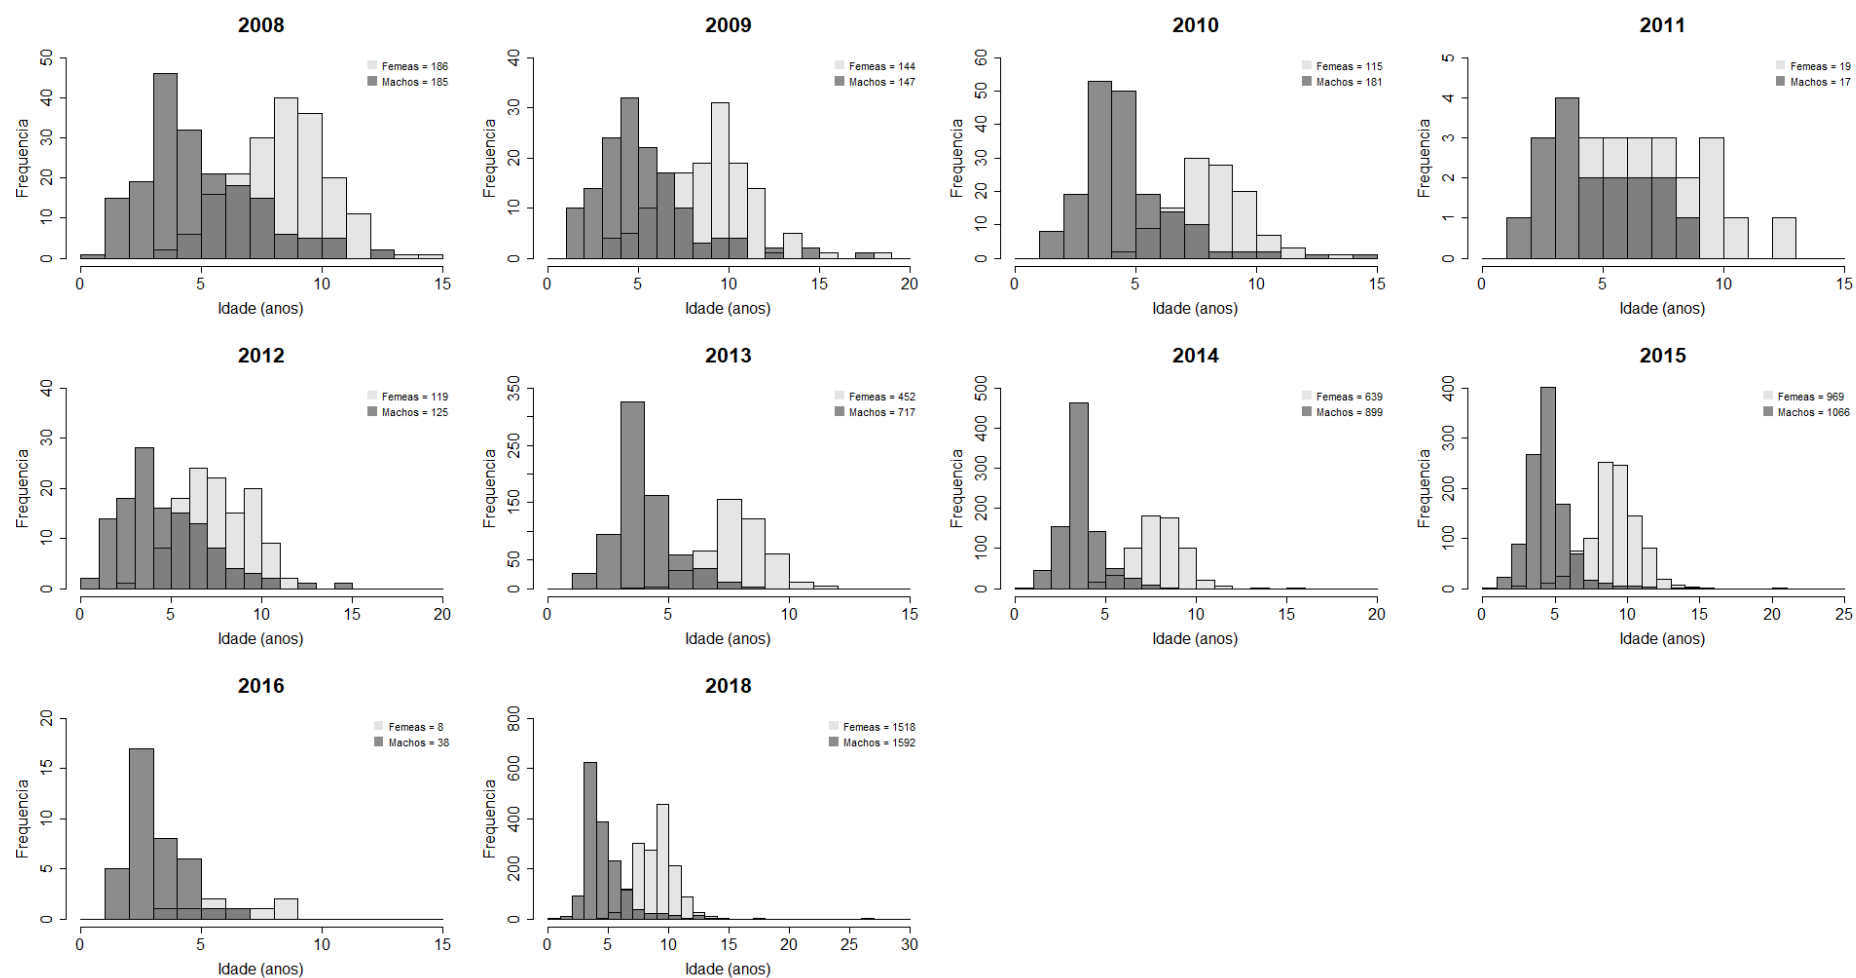 2008
Femeas = 186
Machos = 185
Frequencia
0 10 20 30 40 50
0 5 10 15
Idade (anos)
2009
Femeas = 144
Machos = 147
Frequencia
0 10 20 30 40
0 5 10 15 20
Idade (anos)
2010
Femeas = 115
Machos = 181
Frequencia
0 10 20 30 40 50 60
0 5 10 15
Idade (anos)
2011
Femeas = 19
Machos = 17
Frequencia
0 1 2 3 4 5
0 5 10 15
Idade (anos)
2012
Femeas = 119
Machos = 125
Frequencia
0 10 20 30 40
0 5 10 15 20
Idade (anos)
2013
Femeas = 452
Machos = 717
Frequencia
0 50 150 250 350
0 5 10 15
Idade (anos)
2014
Femeas = 639
Machos = 899
Frequencia
0 100 200 300 400 500
0 5 10 15 20
Idade (anos)
2015
Femeas = 969
Machos = 1066
Frequencia
0 100 200 300 400
0 5 10 15 20 25
Idade (anos)
2016
Femeas = 8
Machos = 38
Frequencia
0 5 10 15 20
0 5 10 15
Idade (anos)
2018
Femeas = 1518
Machos = 1592
Frequencia
0 200 400 600 800
0 5 10 15 20 25 30
Idade (anos)